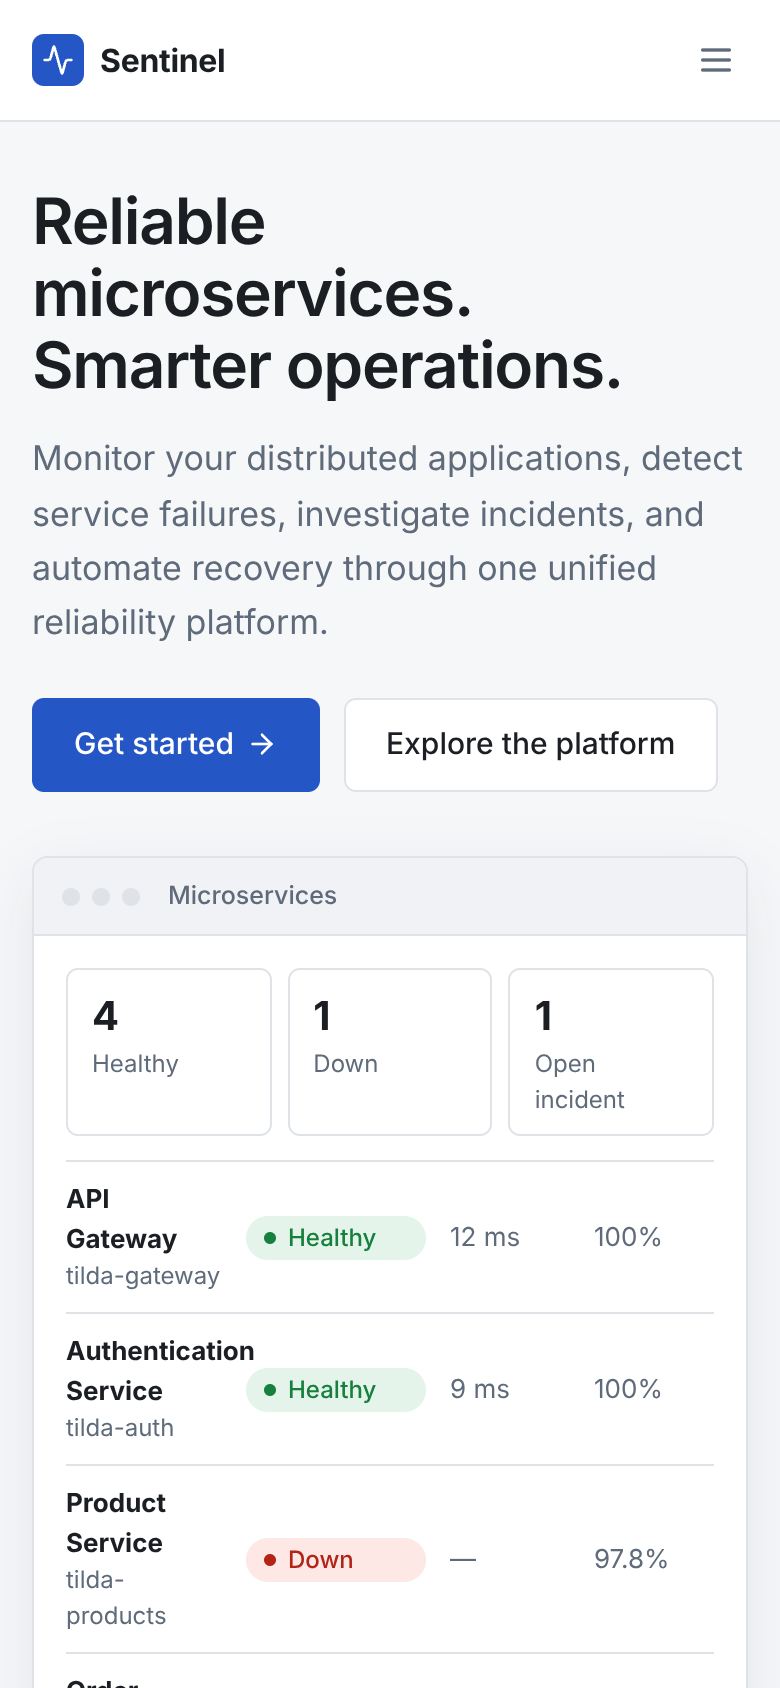 Sentinel
Reliable
microservices.
Smarter operations.
Monitor your distributed applications, detect
service failures, investigate incidents, and
automate recovery through one unified
reliability platform.
Get started →
Explore the platform
Microservices
4
Healthy
1
Down
1
Open
incident
API
Gateway
tilda-gateway
Healthy
12 ms
100%
Authentication
Service
tilda-auth
Healthy
9 ms
100%
Product
Service
tilda-
products
Down
—
97.8%
Order